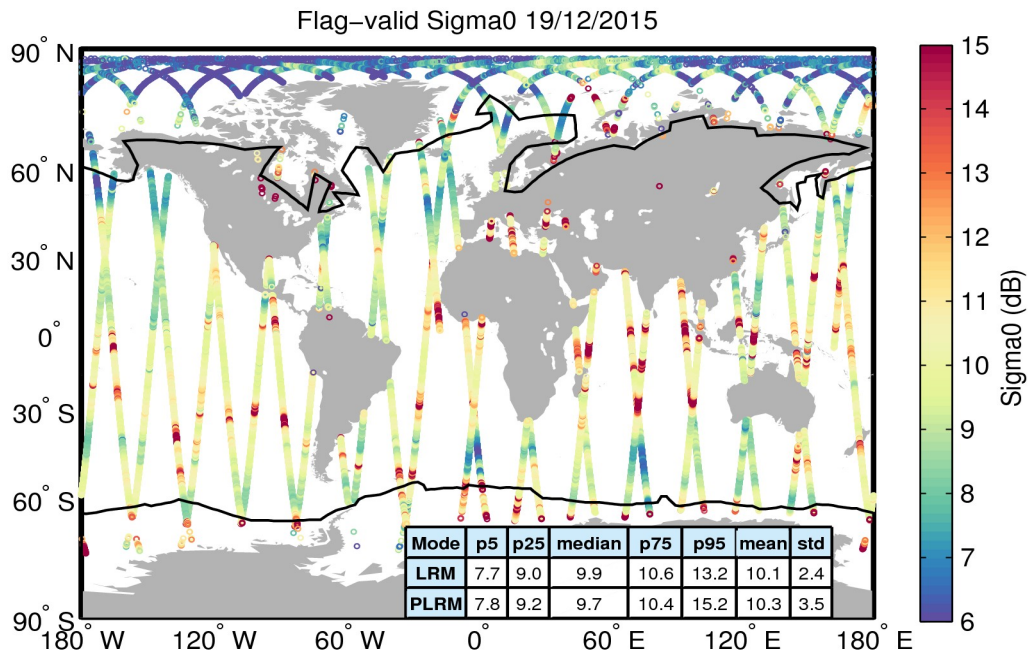 Flag−valid Sigma0 19/12/2015
90° N
60° N
30° N
0°
30° S
60° S
90° S
180° W
120° W
60° W
0°
60° E
120° E
180° E
15
14
13
12
11
10
9
8
7
6
Sigma0 (dB)
Mode p5 p25 median p75 p95 mean std
LRM 7.7 9.0 9.9 10.6 13.2 10.1 2.4
PLRM 7.8 9.2 9.7 10.4 15.2 10.3 3.5